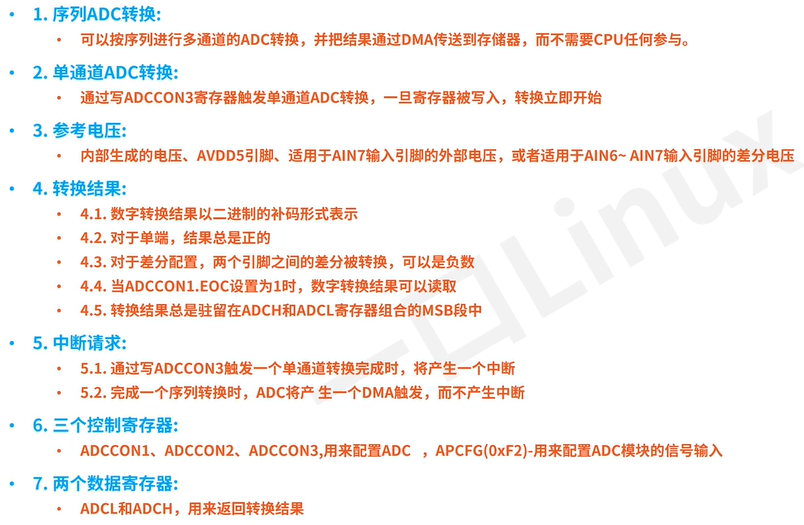 1. 序列ADC转换:
可以按序列进行多通道的ADC转换，并把结果通过DMA传送到存储器，而不需要CPU任何参与。
2. 单通道ADC转换:
通过写ADCCON3寄存器触发单通道ADC转换，一旦寄存器被写入，转换立即开始
3. 参考电压:
内部生成的电压、AVDD5引脚、适用于AIN7输入引脚的外部电压，或者适用于AIN6~ AIN7输入引脚的差分电压
4. 转换结果:
4.1. 数字转换结果以二进制的补码形式表示
4.2. 对于单端，结果总是正的
4.3. 对于差分配置，两个引脚之间的差分被转换，可以是负数
4.4. 当ADCCON1.EOC设置为1时，数字转换结果可以读取
4.5. 转换结果总是驻留在ADCH和ADCL寄存器组合的MSB段中
5. 中断请求:
5.1. 通过写ADCCON3触发一个单通道转换完成时，将产生一个中断
5.2. 完成一个序列转换时，ADC将产 生一个DMA触发，而不产生中断
6. 三个控制寄存器:
ADCCON1、ADCCON2、ADCCON3,用来配置ADC ，APCFG(0xF2)-用来配置ADC模块的信号输入
7. 两个数据寄存器:
ADCL和ADCH，用来返回转换结果
一口Linux